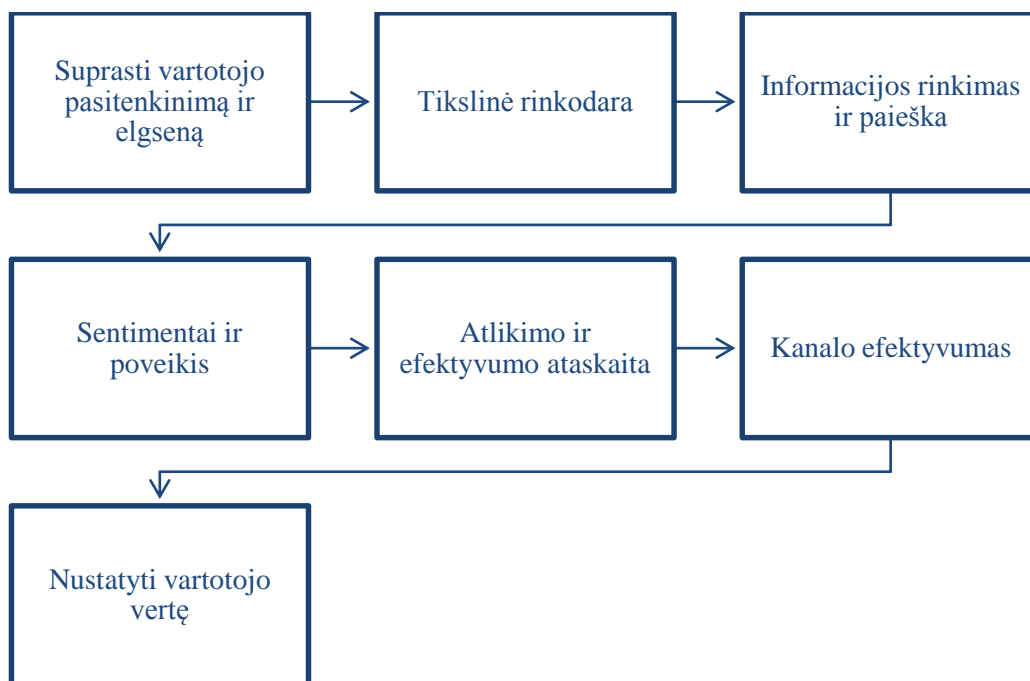 Suprasti vartotojo
pasitenkinimą ir
elgseną
Tikslinė rinkodara
Informacijos rinkimas
ir paieška
Sentimentai ir
poveikis
Atlikimo ir
efektyvumo ataskaita
Kanalo efektyvumas
Nustatyti vartotojo
vertę